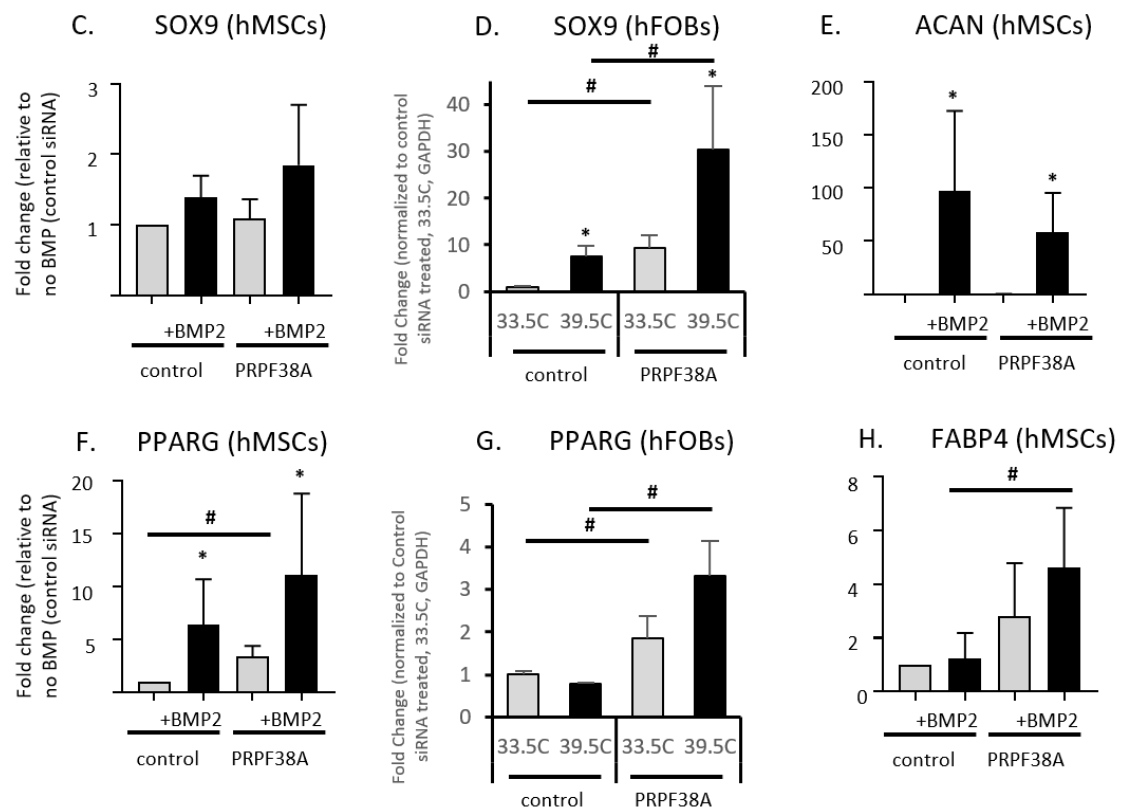 C. SOX9 (hMSCs)
Fold change (relative to
no BMP (control siRNA)
3
2
1
+BMP2 +BMP2
control PRPF38A
D. SOX9 (hFOBs)
Fold Change (normalized to control
siRNA treated, 33.5C, GAPDH)
#
#
*
*
40
30
20
10
0
33.5C 39.5C 33.5C 39.5C
control PRPF38A
E. ACAN (hMSCs)
200
150
100
50
*
*
+BMP2 +BMP2
control PRPF38A
F. PPARG (hMSCs)
Fold change (relative to
no BMP (control siRNA)
20
15
10
5
*
#
*
+BMP2 +BMP2
control PRPF38A
G. PPARG (hFOBs)
Fold Change (normalized to Control
siRNA treated, 33.5C, GAPDH)
#
#
5
4
3
2
1
0
33.5C 39.5C 33.5C 39.5C
control PRPF38A
H. FABP4 (hMSCs)
8
6
4
2
0
#
+BMP2 +BMP2
control PRPF38A